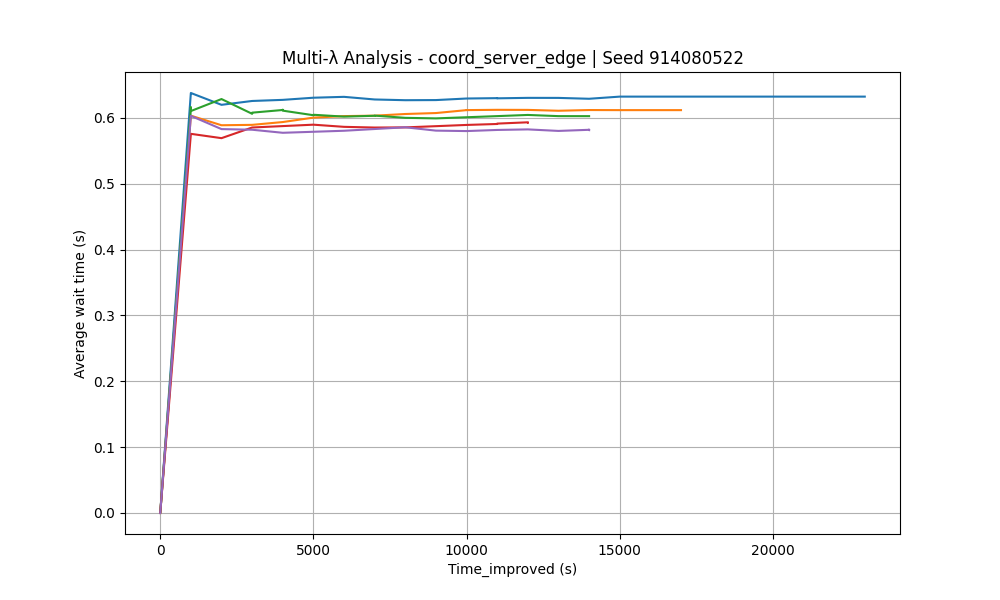 Multi-λ Analysis - coord_server_edge | Seed 914080522
Average wait time (s)
0.6
0.5
0.4
0.3
0.2
0.1
0.0
0 5000 10000 15000 20000
Time_improved (s)